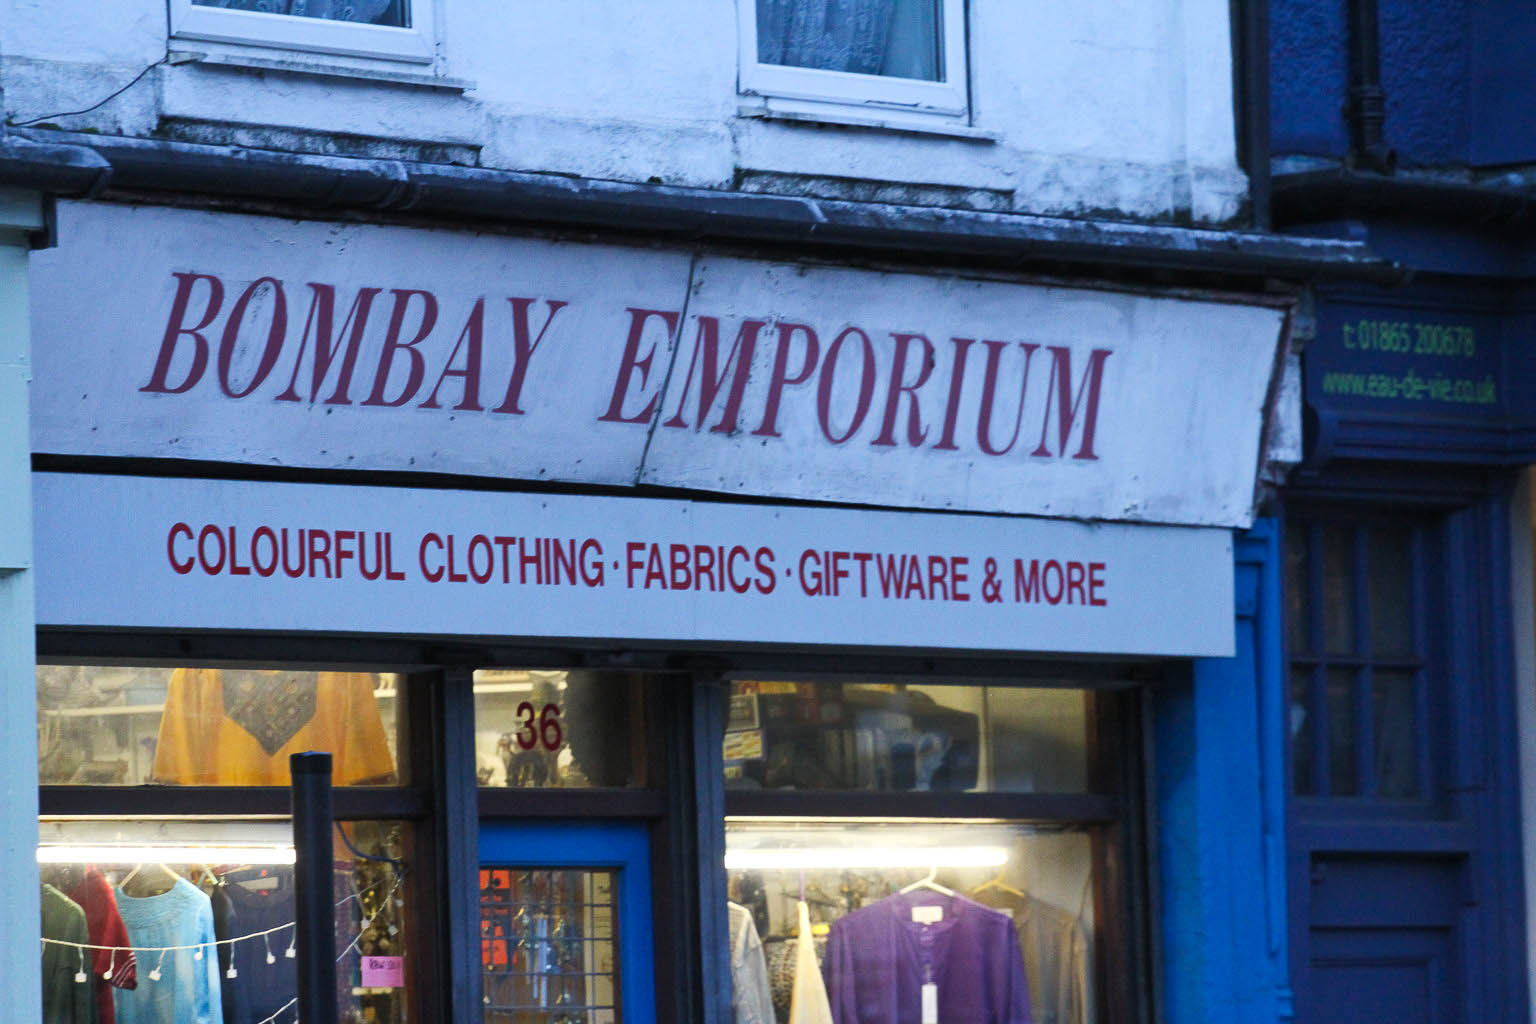 BOMBAY EMPORIUM
COLOURFUL CLOTHING · FABRICS · GIFTWARE & MORE
36
t: 01865 200678
www.eau-de-vie.co.uk